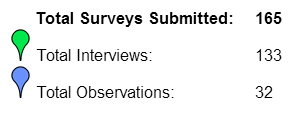 Total Surveys Submitted: 165
Total Interviews: 133
Total Observations: 32